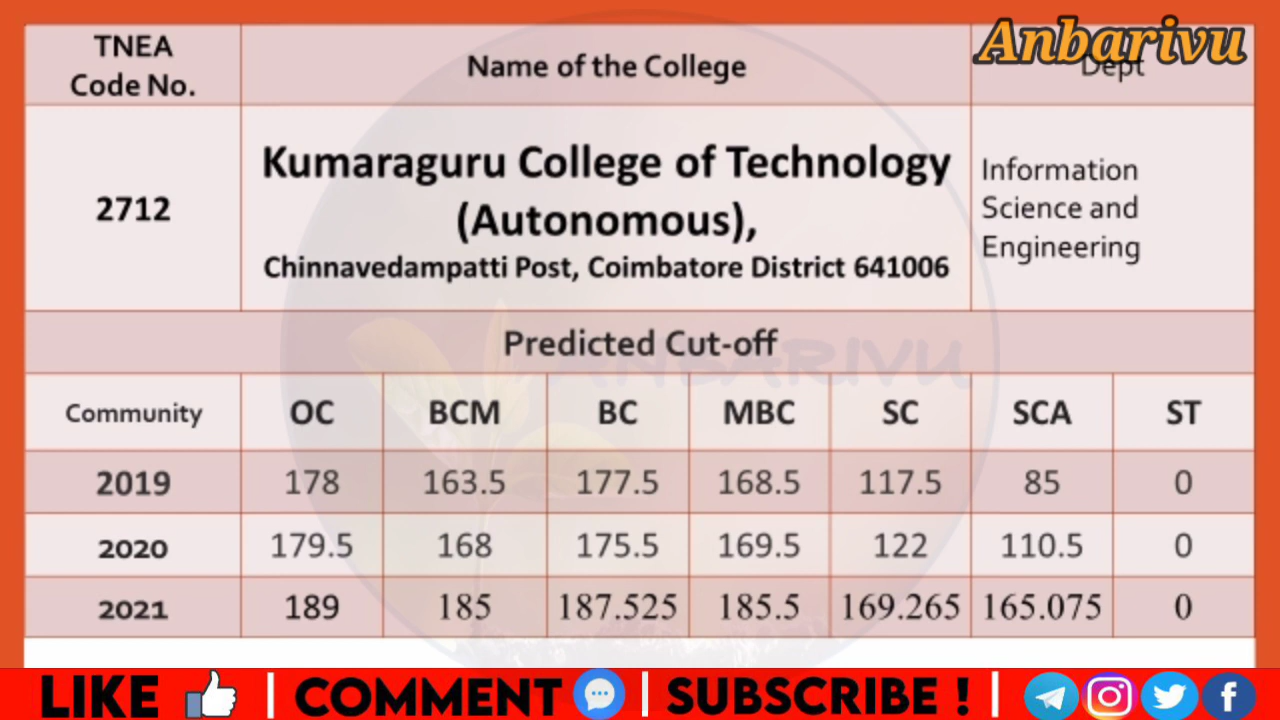 Anbarivu
TNEA
Code No.
Name of the College
Dept
2712
Kumaraguru College of Technology
(Autonomous),
Chinnavedampatti Post, Coimbatore District 641006
Information
Science and
Engineering
Predicted Cut-off
ANBARIVU
Community OC BCM BC MBC SC SCA ST
2019 178 163.5 177.5 168.5 117.5 85 0
2020 179.5 168 175.5 169.5 122 110.5 0
2021 189 185 187.525 185.5 169.265 165.075 0
LIKE | COMMENT | SUBSCRIBE ! |